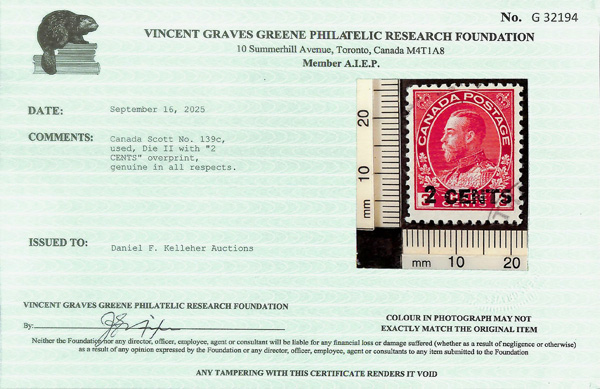 No. G 32194
VINCENT GRAVES GREENE PHILATELIC RESEARCH FOUNDATION
10 Summerhill Avenue, Toronto, Canada M4T1A8
Member A.I.E.P.
DATE: September 16, 2025
COMMENTS: Canada Scott No. 139c,
used, Die II with "2
CENTS" overprint,
genuine in all respects.
CANADA POSTAGE
2 CENTS
20
10
mm
mm 10 20
ISSUED TO: Daniel F. Kelleher Auctions
VINCENT GRAVES GREENE PHILATELIC RESEARCH FOUNDATION
By:
COLOUR IN PHOTOGRAPH MAY NOT
EXACTLY MATCH THE ORIGINAL ITEM
Neither the Foundation nor any director, officer, employee, agent or consultant will be liable for any financial loss or damage suffered (whether as a result of negligence or otherwise)
as a result of any opinion expressed by the Foundation or any director, officer, employee, agent or consultants to any item submitted to the Foundation
ANY TAMPERING WITH THIS CERTIFICATE RENDERS IT VOID